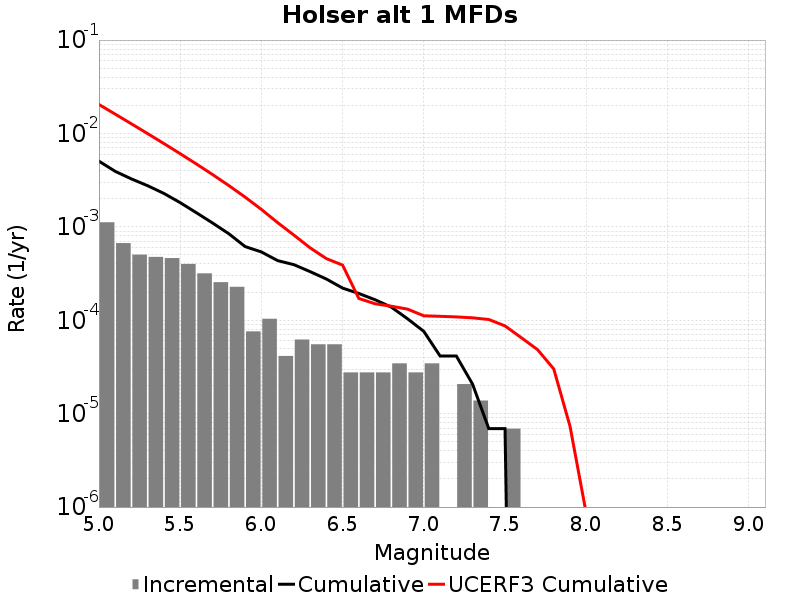 Holser alt 1 MFDs
10^-1
10^-2
10^-3
10^-4
10^-5
10^-6
Rate (1/yr)
5.0 5.5 6.0 6.5 7.0 7.5 8.0 8.5 9.0
Magnitude
Incremental Cumulative UCERF3 Cumulative